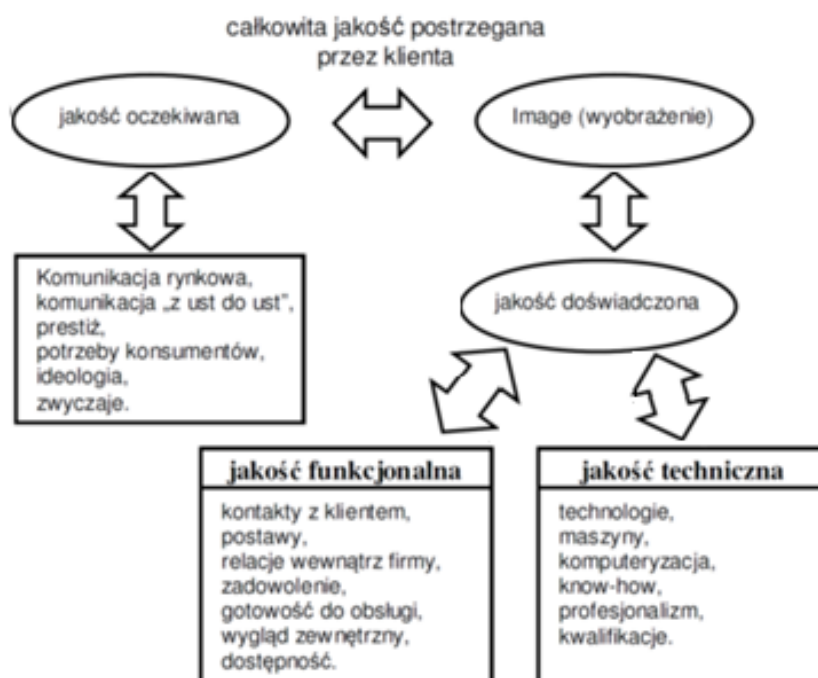 całkowita jakość postrzegana
przez klienta
jakość oczekiwana
Image (wyobrażenie)
Komunikacja rynkowa,
komunikacja „z ust do ust”,
prestiż,
potrzeby konsumentów,
ideologia,
zwyczaje.
jakość doświadczona
jakość funkcjonalna
kontakty z klientem,
postawy,
relacje wewnątrz firmy,
zadowolenie,
gotowość do obsługi,
wygląd zewnętrzny,
dostępność.
jakość techniczna
technologie,
maszyny,
komputeryzacja,
know-how,
profesjonalizm,
kwalifikacje.